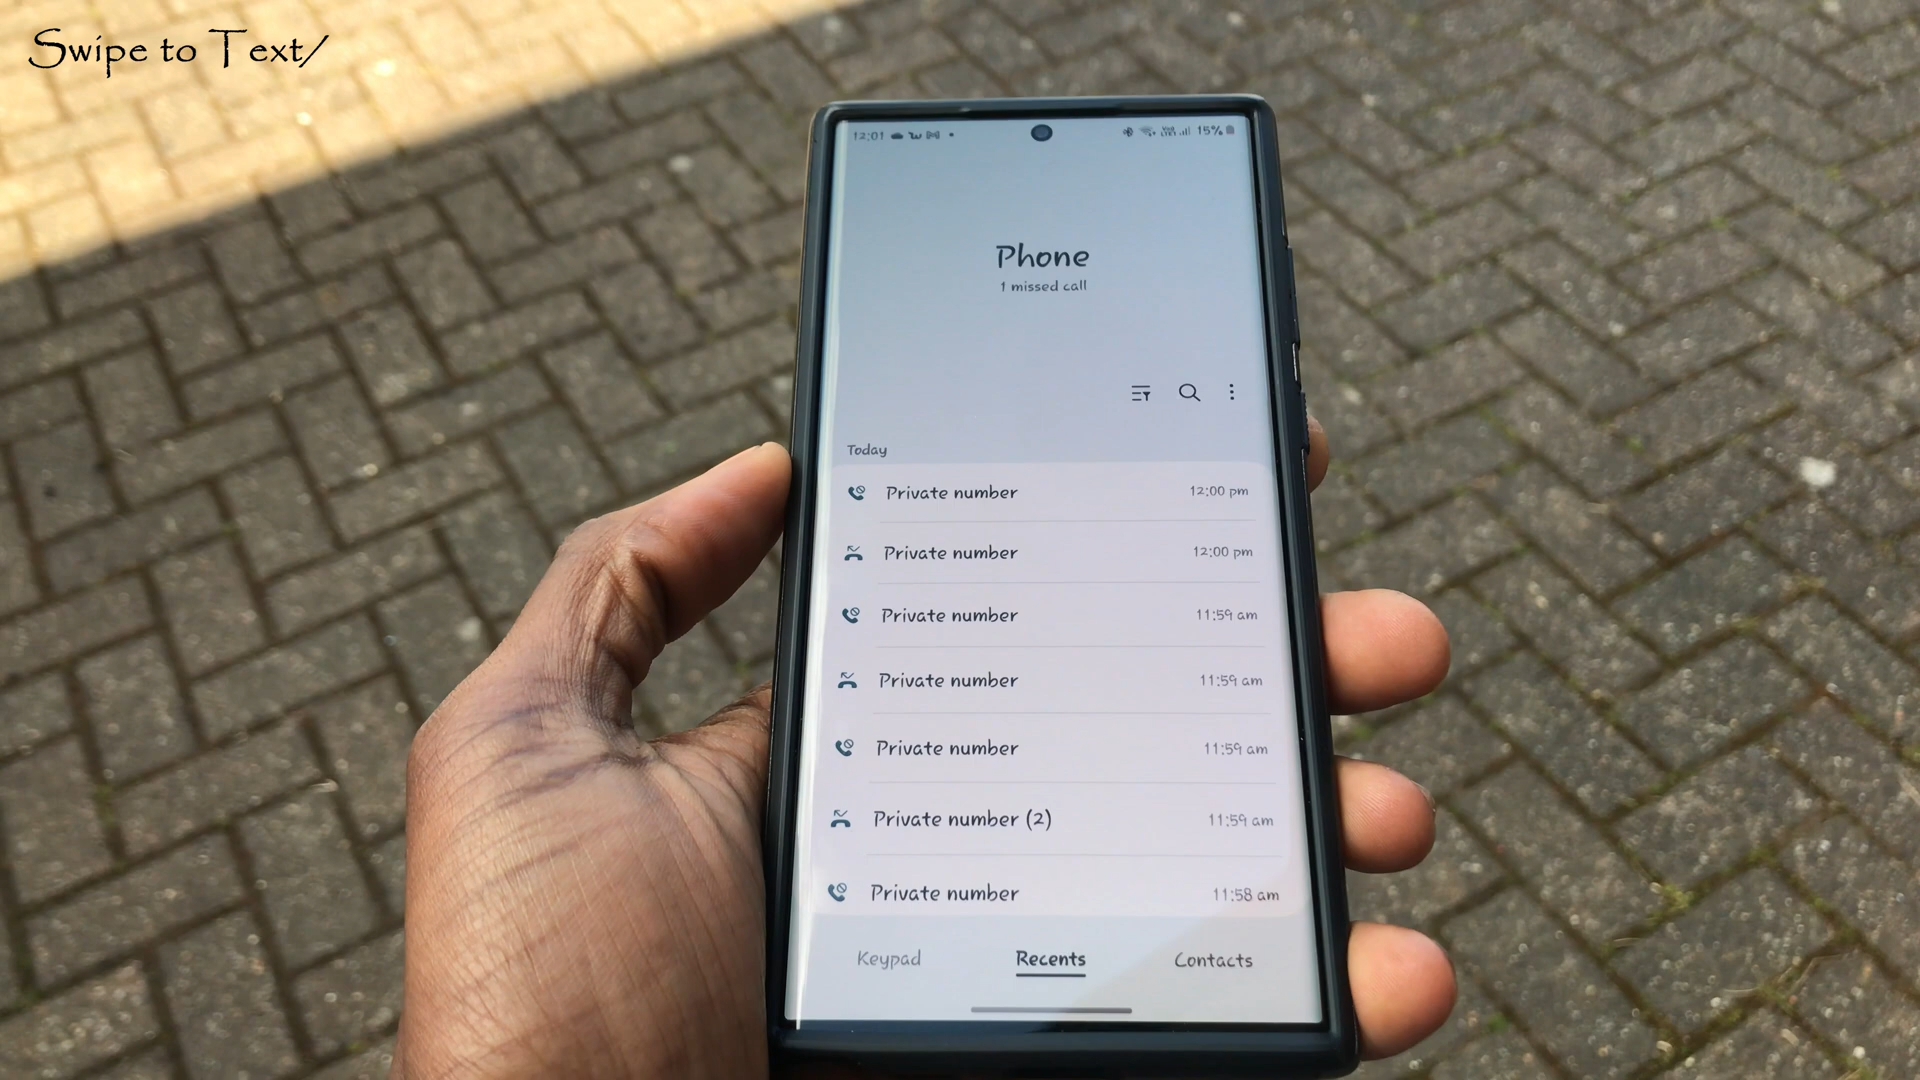 Swipe to Text/
12:01
15%
Phone
1 missed call
Today
Private number 12:00 pm
Private number 12:00 pm
Private number 11:59 am
Private number 11:59 am
Private number 11:59 am
Private number (2) 11:59 am
Private number 11:58 am
Keypad Recents Contacts